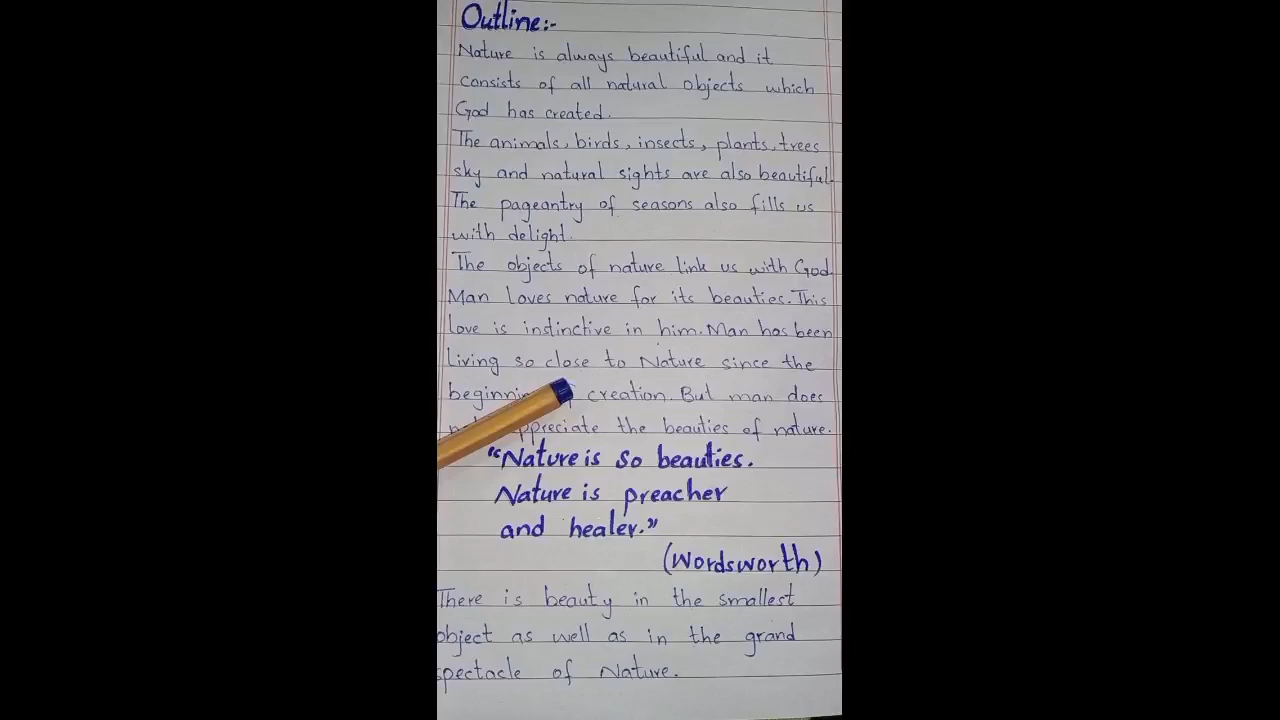 Outline:-
Nature is always beautiful and it
consists of all natural objects which
God has created.
The animals, birds, insects, plants, trees
sky and natural sights are also beautiful.
The pageantry of seasons also fills us
with delight.
The objects of nature link us with God.
Man loves nature for its beauties. This
love is instinctive in him. Man has been
living so close to Nature since the
creation. But man does
the beauties of nature.
"Nature is so beauties.
Nature is preacher
and healer."
(Wordsworth)
There is beauty in the smallest
object as well as in the grand
spectacle of Nature.